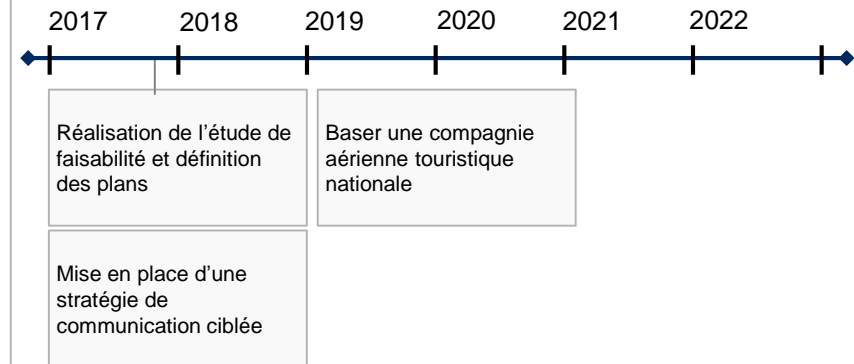 2017 2018 2019 2020 2021 2022
Réalisation de l’étude de
faisabilité et définition
des plans
Baser une compagnie
aérienne touristique
nationale
Mise en place d’une
stratégie de
communication ciblée